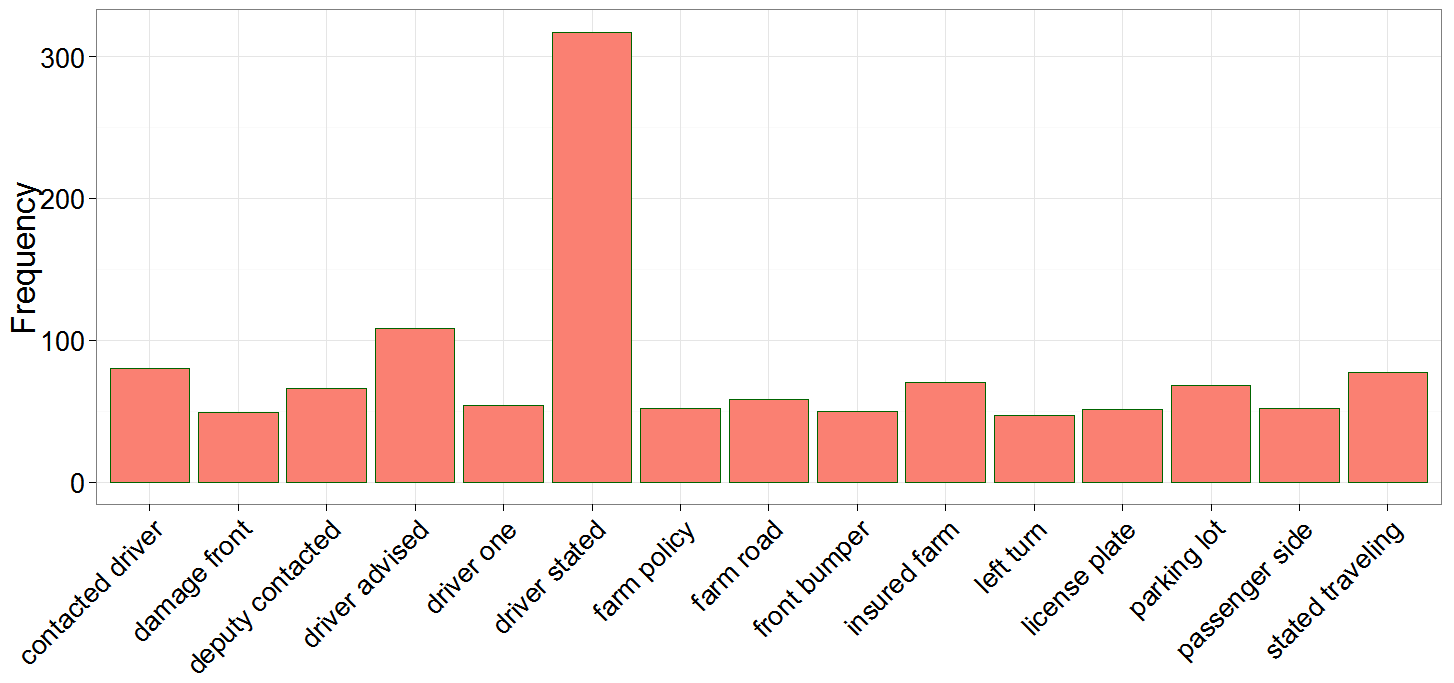 Frequency
300
200
100
0
contacted driver
damage front
deputy contacted
driver advised
driver one
driver stated
farm policy
farm road
front bumper
insured farm
left turn
license plate
parking lot
passenger side
stated traveling